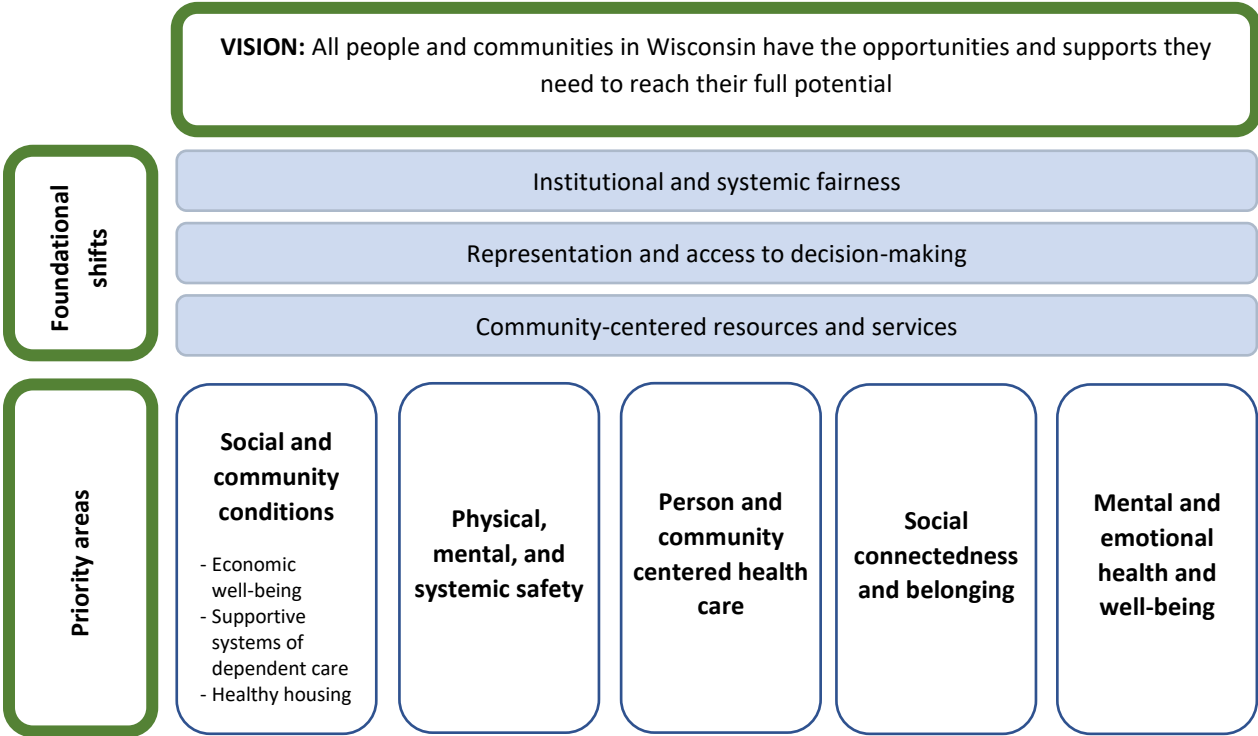 VISION: All people and communities in Wisconsin have the opportunities and supports they
need to reach their full potential
Foundational
shifts
Institutional and systemic fairness
Representation and access to decision-making
Community-centered resources and services
Priority areas
Social and
community
conditions
- Economic
well-being
- Supportive
systems of
dependent care
- Healthy housing
Physical,
mental, and
systemic safety
Person and
community
centered health
care
Social
connectedness
and belonging
Mental and
emotional
health and
well-being